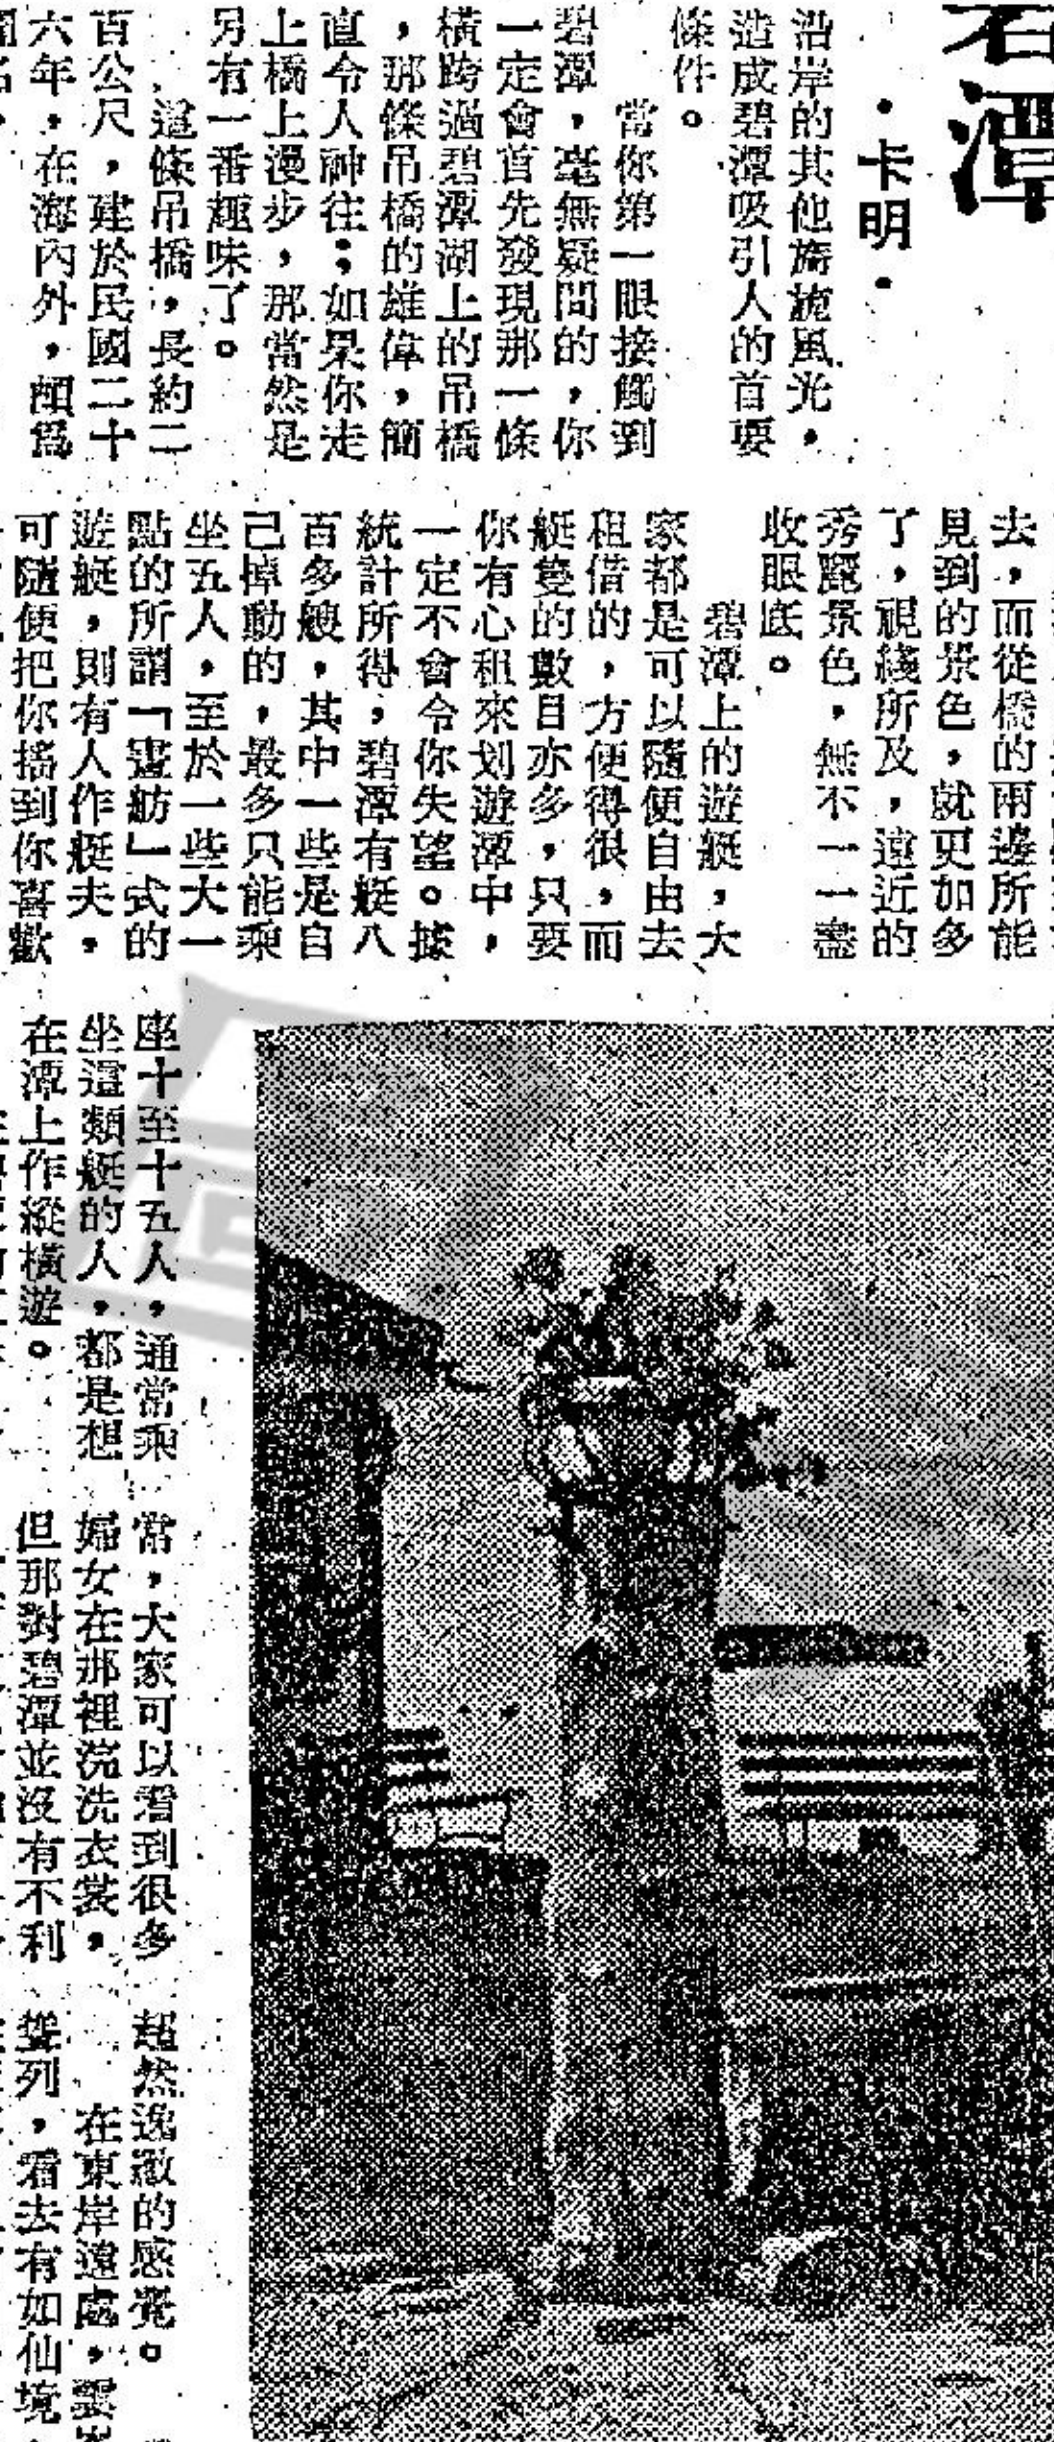 潭
·卡明·
沿岸的其他旖旎風光，
造成碧潭吸引人的首要
條件。
當你第一眼接觸到
碧潭，毫無疑問的，你
一定會首先發現那一條
橫跨過碧潭湖上的吊橋
，那條吊橋的雄偉，簡
直令人神往；如果你走
上橋上漫步，那當然是
另有一番趣味了。
這條吊橋，長約二
百公尺，建於民國二十
六年，在海內外，頗爲
去，而從橋的兩邊所能
見到的景色，就更加多
了，視綫所及，遠近的
秀麗景色，無不一一盡
收眼底。
碧潭上的遊艇，大
家都是可以隨便自由去
租借的，方便得很，而
艇隻的數目亦多，只要
你有心租來划遊潭中，
一定不會令你失望。據
統計所得，碧潭有艇八
百多艘，其中一些是自
己掉動的，最多只能乘
坐五人，至於一些大一
點的所謂「畫舫」式的
遊艇，則有人作艇夫，
可隨便把你搖到你喜歡
座十至十五人，通常乘
坐這類艇的人，都是想
在潭上作縱橫遊。
當，大家可以看到很多
婦女在那裡浣洗衣裳，
但那對碧潭並沒有不利
超然逸緻的感覺。
在東岸遠處，
聳列，看去有如仙境